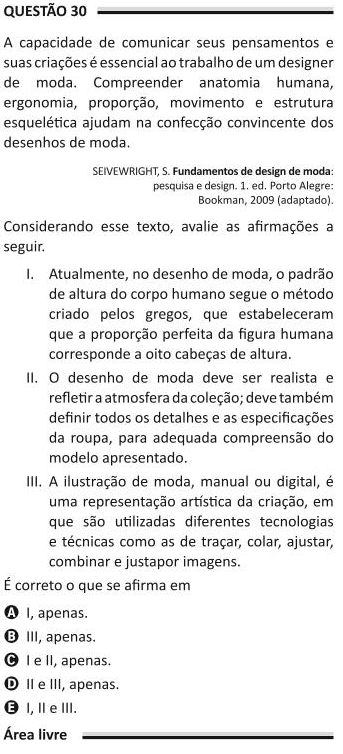 QUESTÃO 30
A capacidade de comunicar seus pensamentos e
suas criações é essencial ao trabalho de um designer
de moda. Compreender anatomia humana,
ergonomia, proporção, movimento e estrutura
esquelética ajudam na confecção convincente dos
desenhos de moda.
SEIVEWRIGHT, S. Fundamentos de design de moda:
pesquisa e design. 1. ed. Porto Alegre:
Bookman, 2009 (adaptado).
Considerando esse texto, avalie as afirmações a
seguir.
I. Atualmente, no desenho de moda, o padrão
de altura do corpo humano segue o método
criado pelos gregos, que estabeleceram
que a proporção perfeita da figura humana
corresponde a oito cabeças de altura.
II. O desenho de moda deve ser realista e
refletir a atmosfera da coleção; deve também
definir todos os detalhes e as especificações
da roupa, para adequada compreensão do
modelo apresentado.
III. A ilustração de moda, manual ou digital, é
uma representação artística da criação, em
que são utilizadas diferentes tecnologias
e técnicas como as de traçar, colar, ajustar,
combinar e justapor imagens.
É correto o que se afirma em
A I, apenas.
B III, apenas.
C I e II, apenas.
D II e III, apenas.
E I, II e III.
Área livre